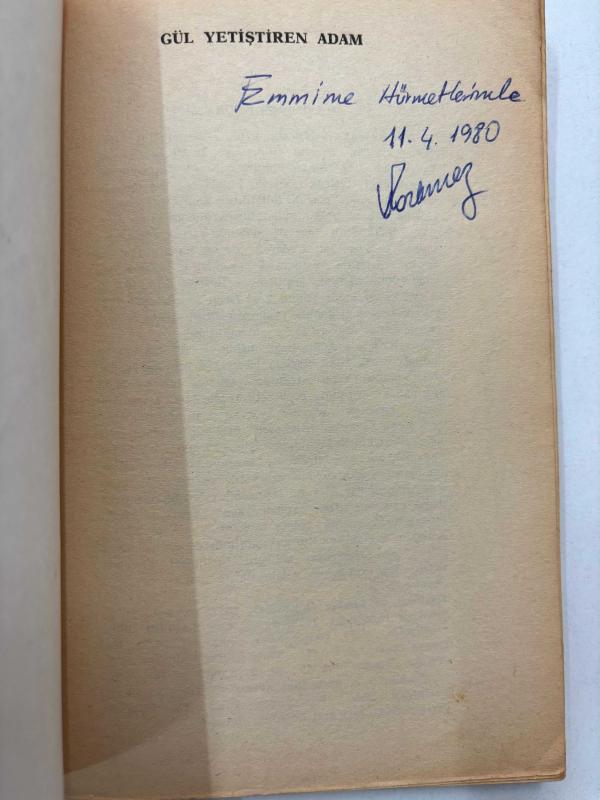 GÜL YETİŞTİREN ADAM
Emmime Hürmetlerimle
11.4.1980